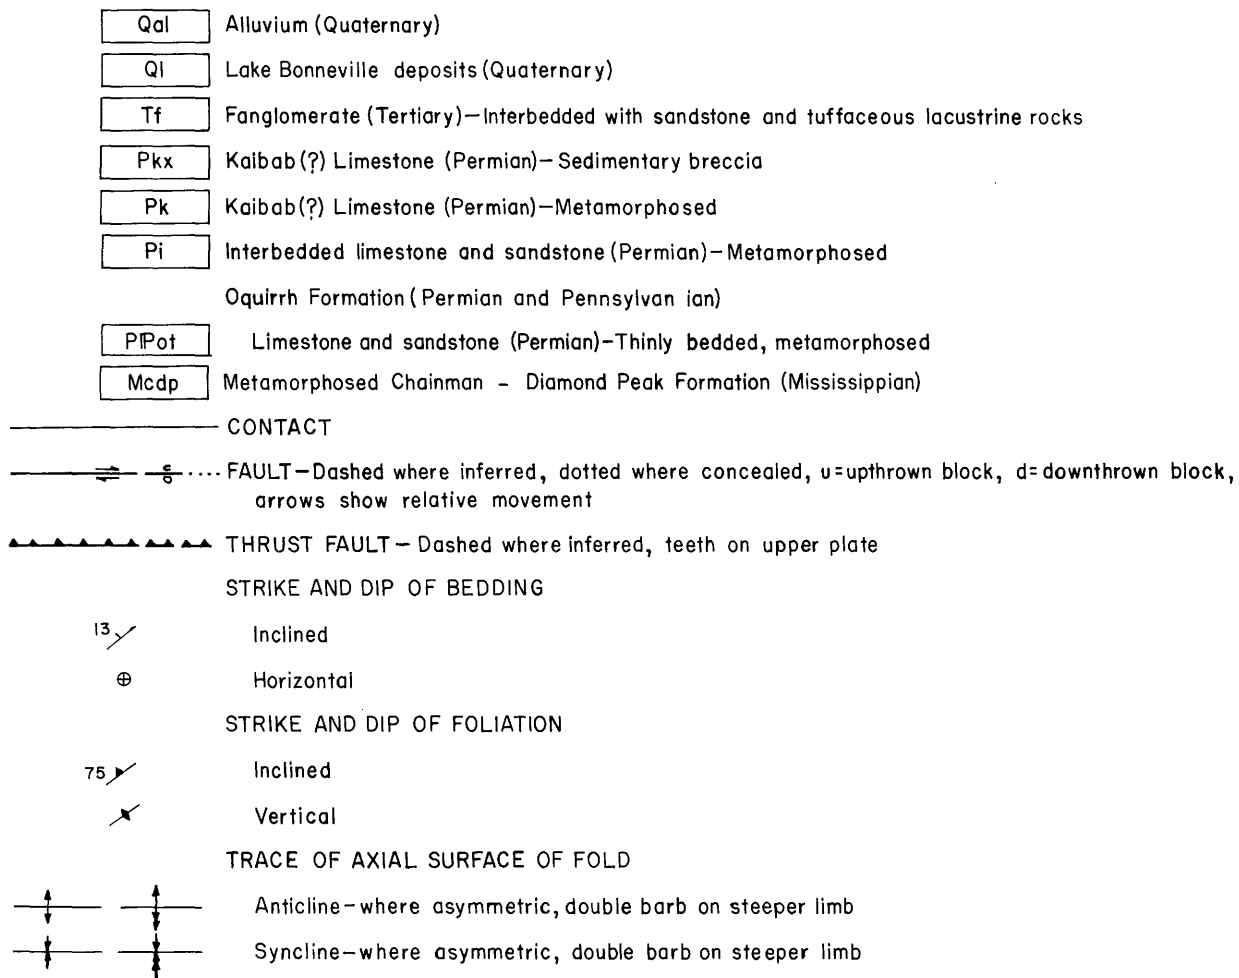 Qal Alluvium (Quaternary)
Ql Lake Bonneville deposits (Quaternary)
Tf Fanglomerate (Tertiary)—Interbedded with sandstone and tuffaceous lacustrine rocks
Pkx Kaibab(?) Limestone (Permian)—Sedimentary breccia
Pk Kaibab(?) Limestone (Permian)—Metamorphosed
Pi Interbedded limestone and sandstone (Permian)—Metamorphosed
Oquirrh Formation (Permian and Pennsylvan ian)
PIPot Limestone and sandstone (Permian)—Thinly bedded, metamorphosed
Mcdp Metamorphosed Chainman - Diamond Peak Formation (Mississippian)
CONTACT
u d FAULT—Dashed where inferred, dotted where concealed, u=upthrown block, d=downthrown block,
arrows show relative movement
THRUST FAULT—Dashed where inferred, teeth on upper plate
STRIKE AND DIP OF BEDDING
13 Inclined
Horizontal
STRIKE AND DIP OF FOLIATION
75 Inclined
Vertical
TRACE OF AXIAL SURFACE OF FOLD
Anticline—where asymmetric, double barb on steeper limb
Syncline—where asymmetric, double barb on steeper limb